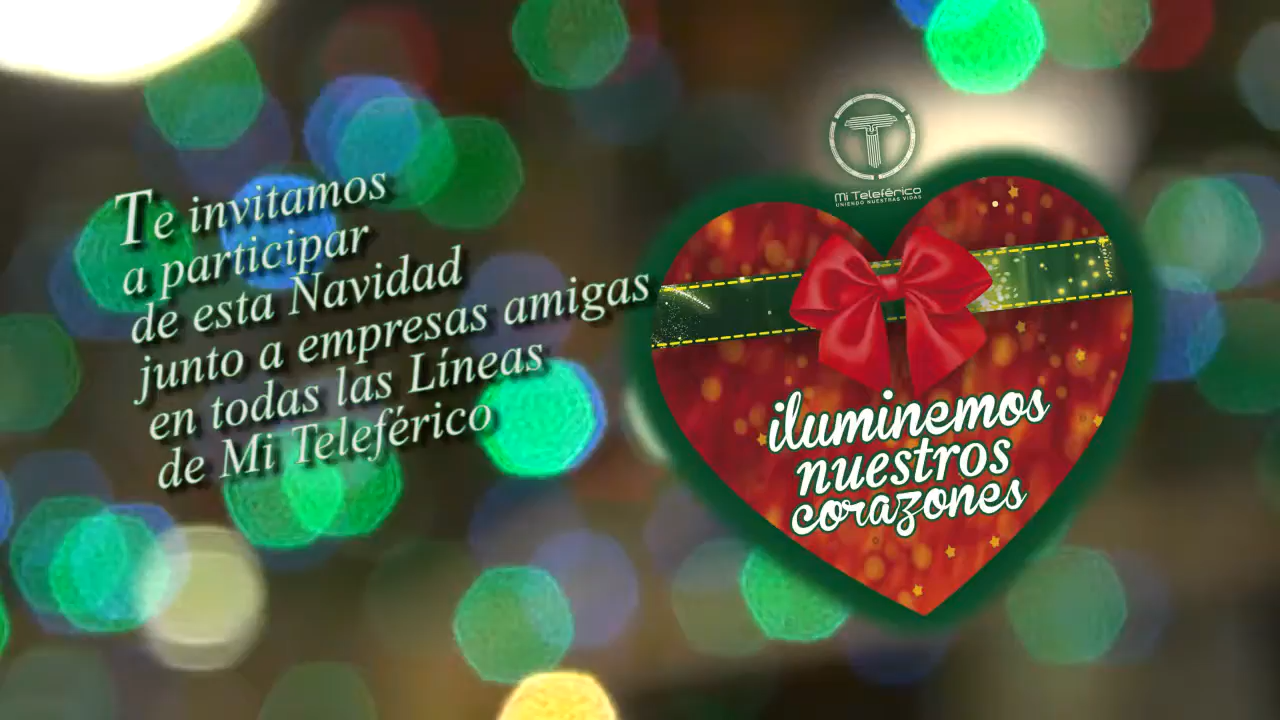 Te invitamos
a participar
de esta Navidad
junto a empresas amigas
en todas las Líneas
de Mi Teleférico
Mi Teleférico
UNIENDO NUESTRAS VIDAS
iluminemos
nuestros
corazones